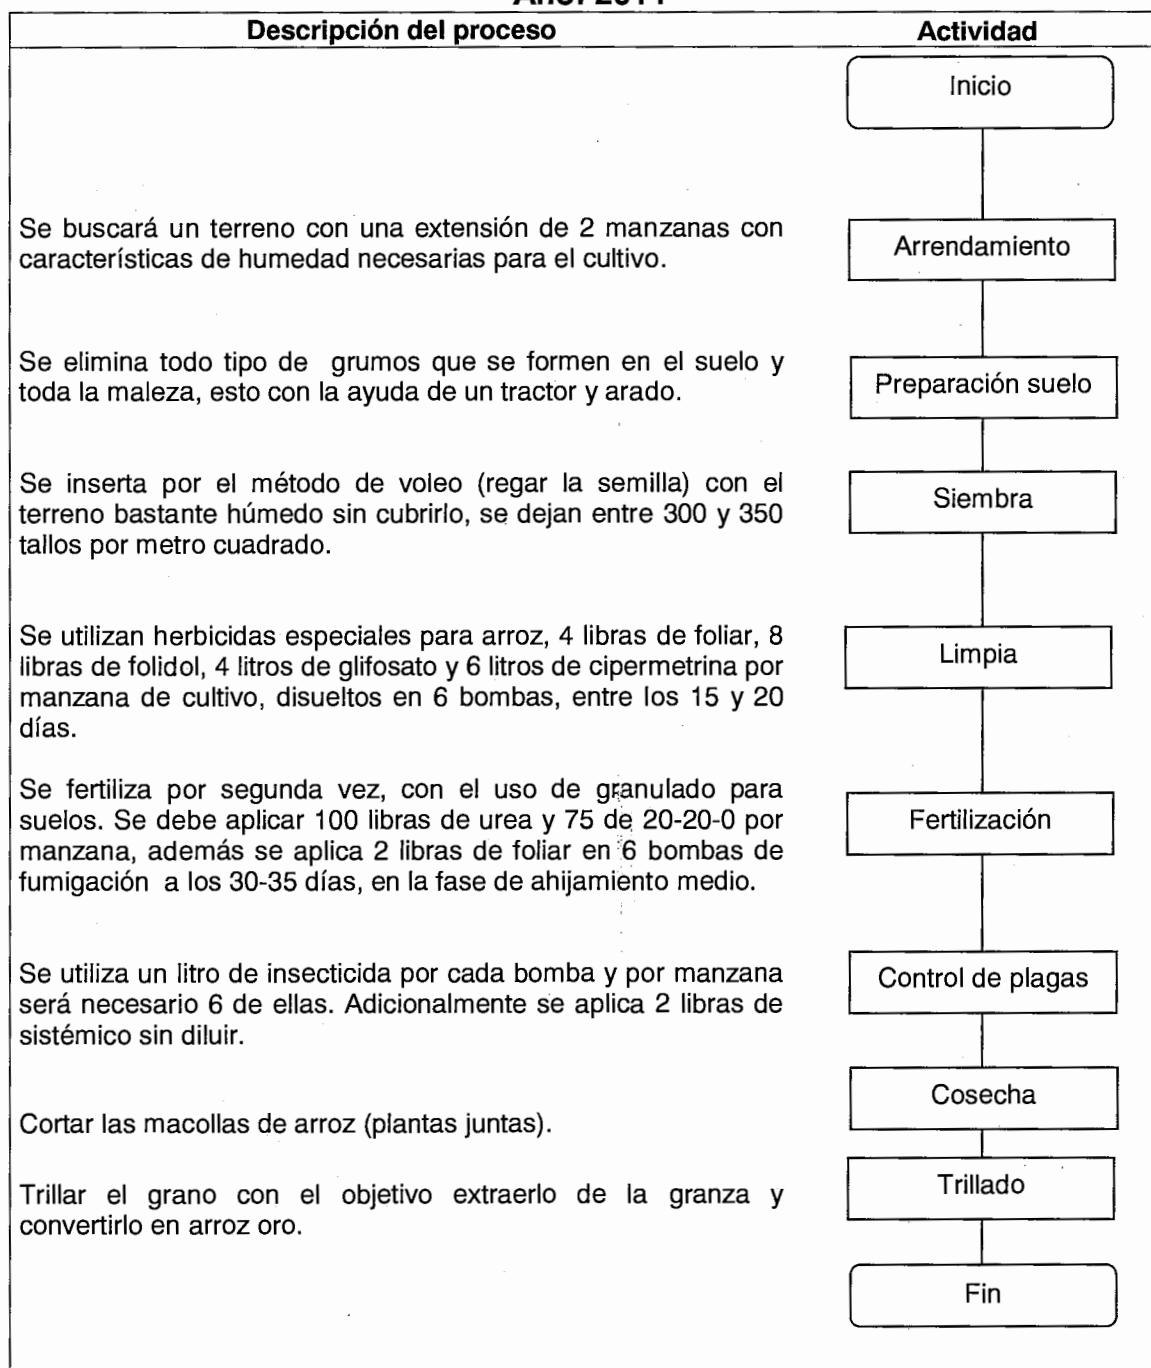 Descripción del proceso
Actividad
Inicio
Se buscará un terreno con una extensión de 2 manzanas con
características de humedad necesarias para el cultivo.
Arrendamiento
Se elimina todo tipo de grumos que se formen en el suelo y
toda la maleza, esto con la ayuda de un tractor y arado.
Preparación suelo
Se inserta por el método de voleo (regar la semilla) con el
terreno bastante húmedo sin cubrirlo, se dejan entre 300 y 350
tallos por metro cuadrado.
Siembra
Se utilizan herbicidas especiales para arroz, 4 libras de foliar, 8
libras de folidol, 4 litros de glifosato y 6 litros de cipermetrina por
manzana de cultivo, disueltos en 6 bombas, entre los 15 y 20
días.
Limpia
Se fertiliza por segunda vez, con el uso de granulado para
suelos. Se debe aplicar 100 libras de urea y 75 de 20-20-0 por
manzana, además se aplica 2 libras de foliar en 6 bombas de
fumigación a los 30-35 días, en la fase de ahijamiento medio.
Fertilización
Se utiliza un litro de insecticida por cada bomba y por manzana
será necesario 6 de ellas. Adicionalmente se aplica 2 libras de
sistémico sin diluir.
Control de plagas
Cortar las macollas de arroz (plantas juntas).
Cosecha
Trillar el grano con el objetivo extraerlo de la granza y
convertirlo en arroz oro.
Trillado
Fin